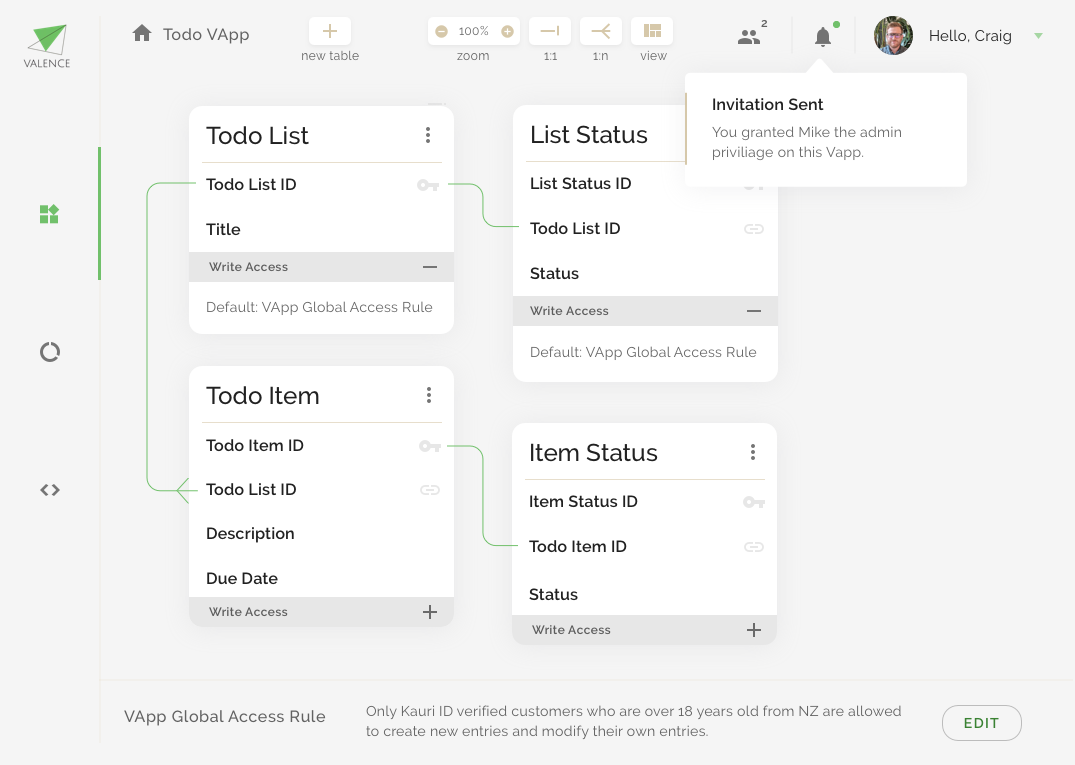 VALENCE
Todo VApp
new table
100%
zoom
1:1
1:n
view
2
Hello, Craig
Invitation Sent
You granted Mike the admin
priviliage on this Vapp.
Todo List
Todo List ID
Title
Write Access
Default: VApp Global Access Rule
List Status
List Status ID
Todo List ID
Status
Write Access
Default: VApp Global Access Rule
Todo Item
Todo Item ID
Todo List ID
Description
Due Date
Write Access
Item Status
Item Status ID
Todo Item ID
Status
Write Access
VApp Global Access Rule
Only Kauri ID verified customers who are over 18 years old from NZ are allowed
to create new entries and modify their own entries.
EDIT